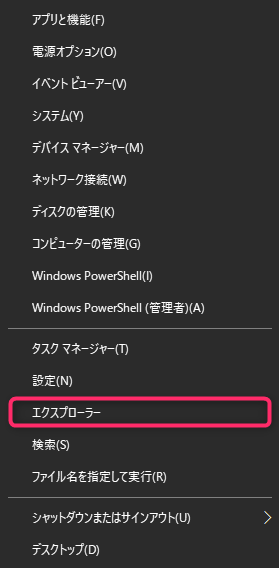 アプリと機能(F)
電源オプション(O)
イベント ビューアー(V)
システム(Y)
デバイス マネージャー(M)
ネットワーク接続(W)
ディスクの管理(K)
コンピューターの管理(G)
Windows PowerShell(I)
Windows PowerShell (管理者)(A)
タスク マネージャー(T)
設定(N)
エクスプローラー
検索(S)
ファイル名を指定して実行(R)
シャットダウンまたはサインアウト(U)
デスクトップ(D)